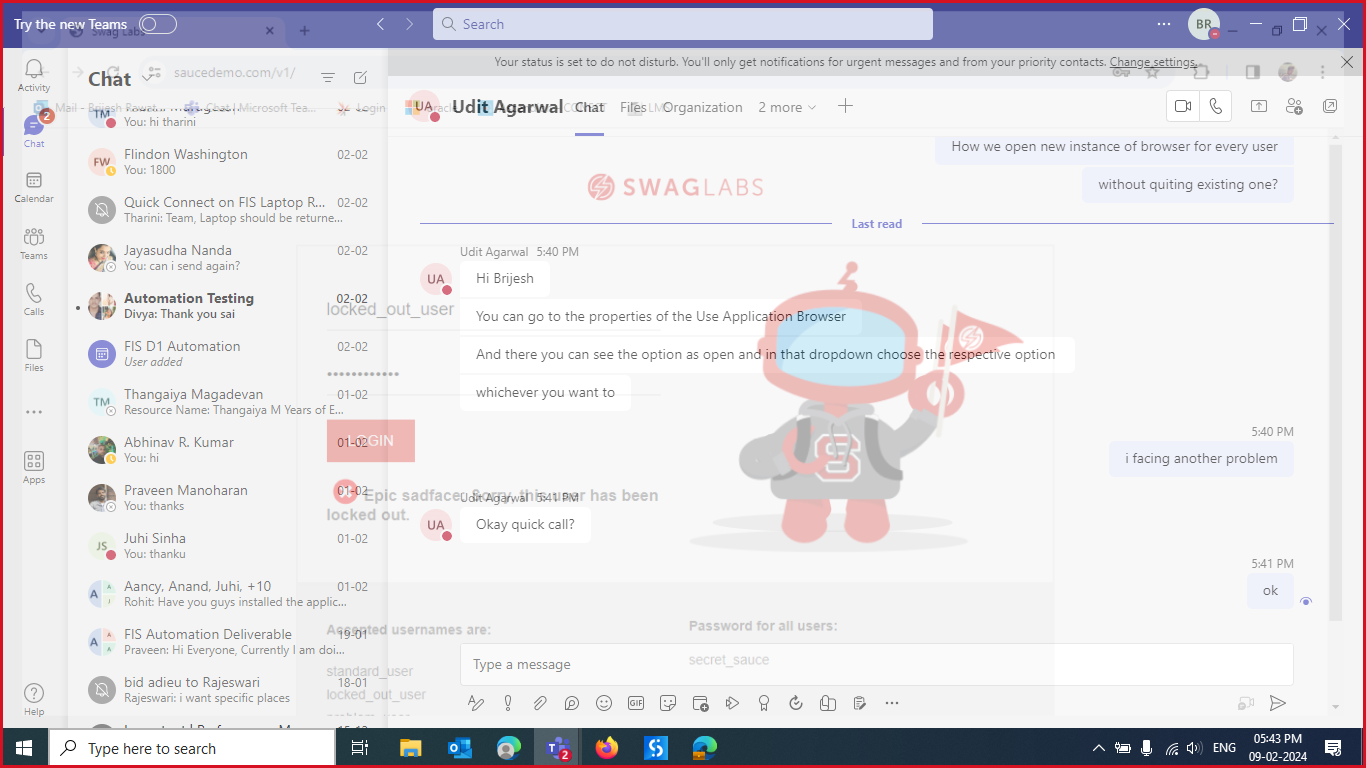 Try the new Teams
Swag Labs
Search
BR
Your status is set to do not disturb. You'll only get notifications for urgent messages and from your priority contacts. Change settings.
saucedemo.com/v1/
Activity
Chat
Mail - Brijesh Rawat...
Chat | Microsoft Tea...
Login
UA
Udit Agarwal
Chat
Files
Organization
2 more
2
Chat
TM
You: hi tharini
FW
Flindon Washington
02-02
You: 1800
Calendar
Quick Connect on FIS Laptop R...
02-02
Tharini: Team, Laptop should be returne...
Teams
Jayasudha Nanda
02-02
You: can i send again?
Calls
Automation Testing
02-02
Divya: Thank you sai
Files
FIS D1 Automation
02-02
User added
TM
Thangaiya Magadevan
01-02
Resource Name: Thangaiya M Years of E...
Abhinav R. Kumar
01-02
You: hi
Apps
Praveen Manoharan
01-02
You: thanks
JS
Juhi Sinha
01-02
You: thanku
A
Aancy, Anand, Juhi, +10
01-02
Rohit: Have you guys installed the applic...
A
FIS Automation Deliverable
19-01
Praveen: Hi Everyone, Currently I am doi...
bid adieu to Rajeswari
18-01
Rajeswari: i want specific places
Help
How we open new instance of browser for every user
without quiting existing one?
SWAGLABS
Last read
Udit Agarwal 5:40 PM
UA
Hi Brijesh
You can go to the properties of the Use Application Browser
And there you can see the option as open and in that dropdown choose the respective option
whichever you want to
locked_out_user
5:40 PM
i facing another problem
LOGIN
Epic sadface: Sorry, this user has been
locked out.
Udit Agarwal 5:41 PM
UA
Okay quick call?
5:41 PM
ok
Accepted usernames are:
Password for all users:
standard_user
secret_sauce
locked_out_user
Type a message
GIF
Type here to search
2
ENG
05:43 PM
09-02-2024